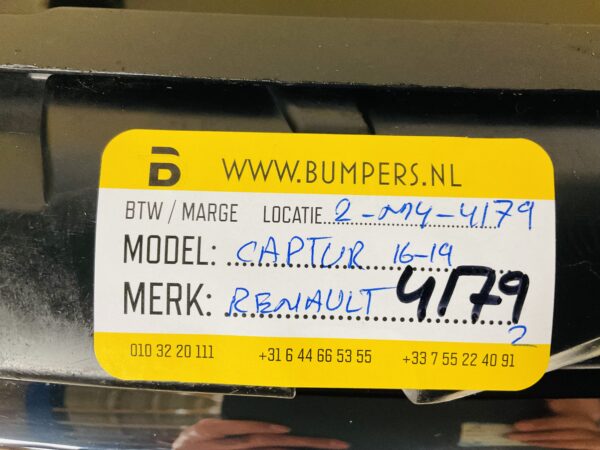 B WWW.BUMPERS.NL
BTW / MARGE LOCATIE 2-M4-4179
MODEL: CAPTUR 16-19
MERK: RENAULT 4179
2
010 32 20 111 +31 6 44 66 53 55 +33 7 55 22 40 91